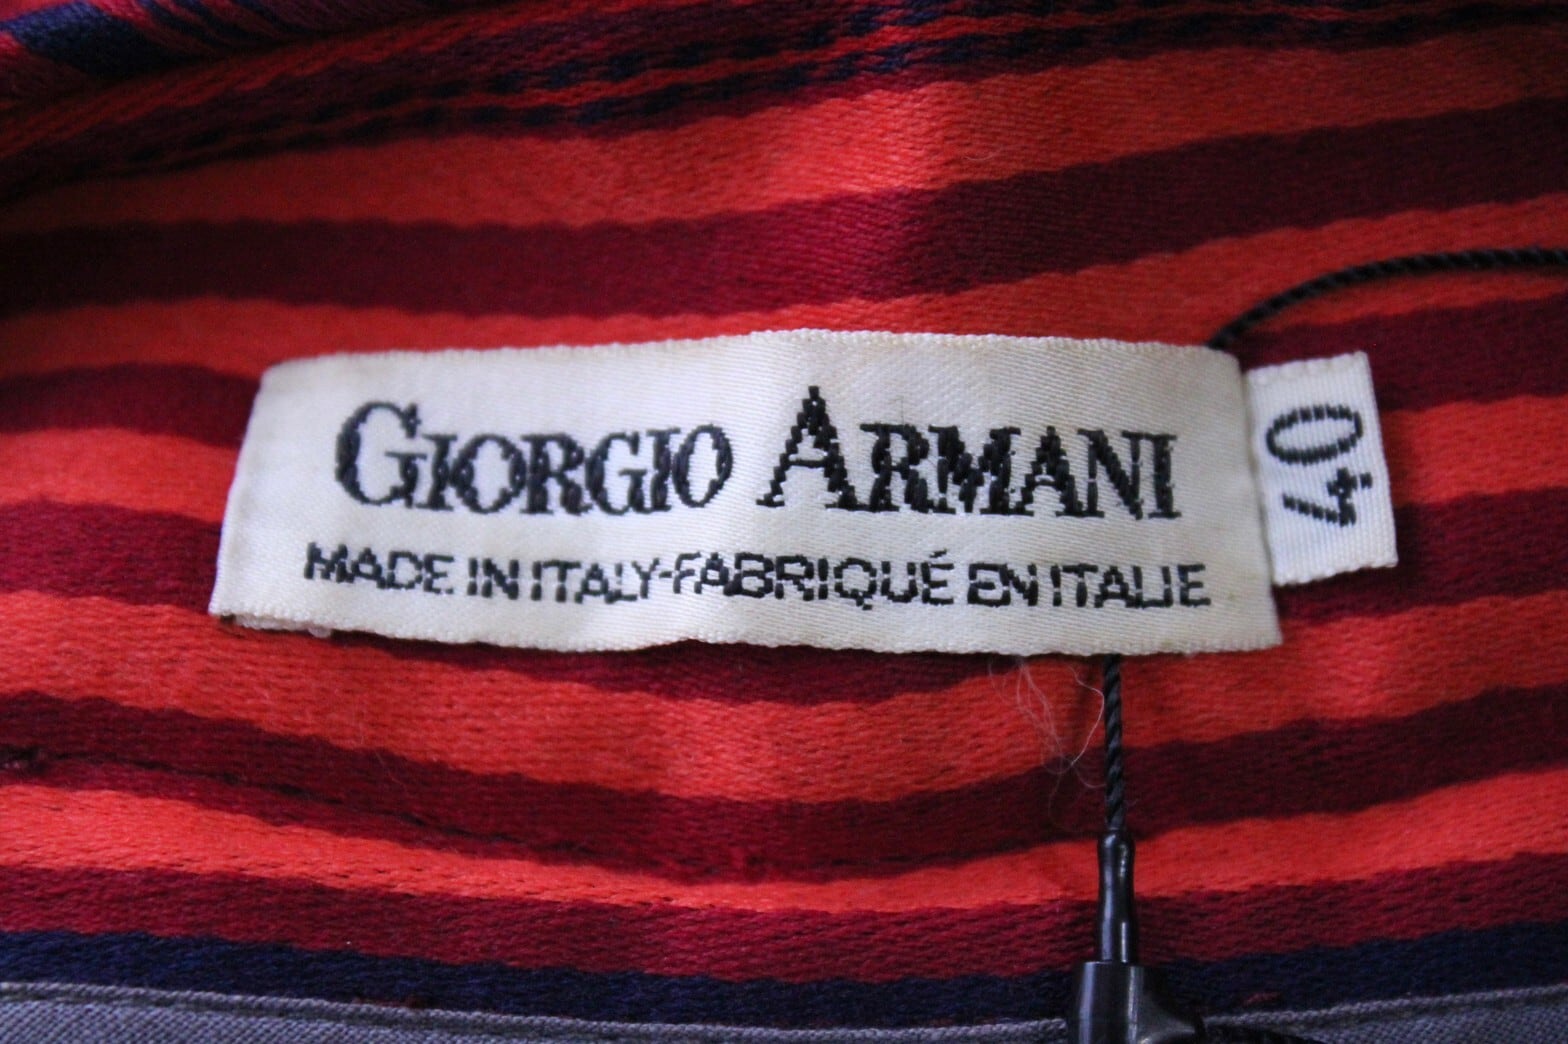 GIORGIO ARMANI
MADE IN ITALY-FABRIQUÉ EN ITALIE
40